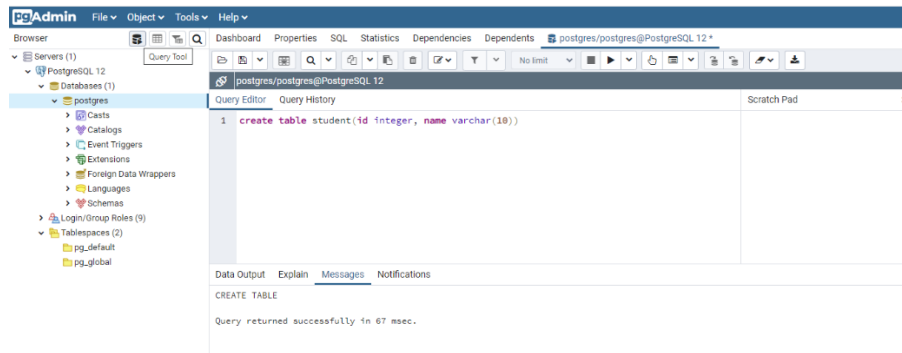 pgAdmin File Object Tools Help
Browser
Query Tool
Dashboard Properties SQL Statistics Dependencies Dependents postgres/postgres@PostgreSQL 12 *
Servers (1)
PostgreSQL 12
Databases (1)
postgres
Casts
Catalogs
Event Triggers
Extensions
Foreign Data Wrappers
Languages
Schemas
Login/Group Roles (9)
Tablespaces (2)
pg_default
pg_global
No limit
postgres/postgres@PostgreSQL 12
Query Editor Query History
Scratch Pad
1 create table student(id integer, name varchar(10))
Data Output Explain Messages Notifications
CREATE TABLE
Query returned successfully in 67 msec.